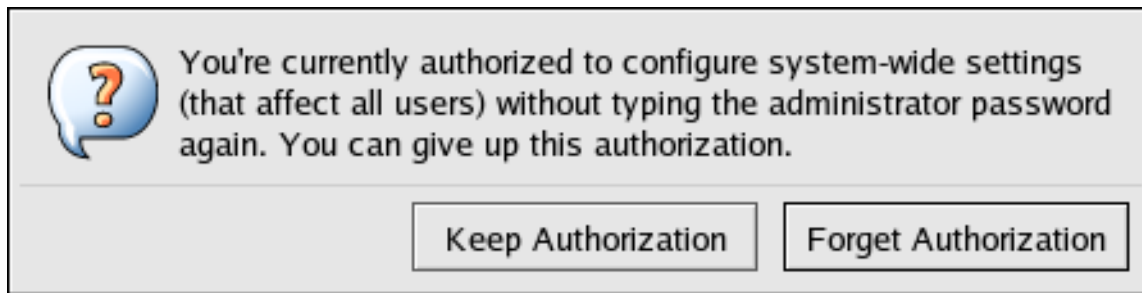 You're currently authorized to configure system-wide settings
(that affect all users) without typing the administrator password
again. You can give up this authorization.
Keep Authorization
Forget Authorization